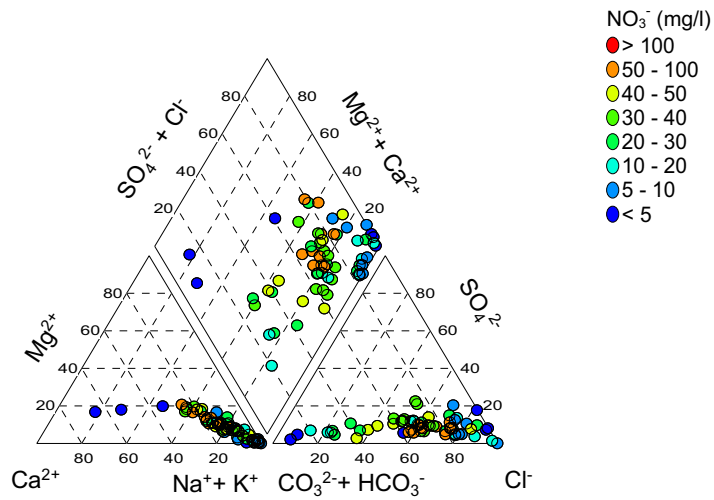 NO₃⁻ (mg/l)
> 100
50 - 100
40 - 50
30 - 40
20 - 30
10 - 20
5 - 10
< 5
80 80
60 60
40 40
20 20
SO₄²⁻ + Cl⁻
Mg²⁺ + Ca²⁺
Mg²⁺
SO₄²⁻
80 80
60 60
40 40
20 20
80 60 40 20
20 40 60 80
Ca²⁺
Na⁺+ K⁺
CO₃²⁻+ HCO₃⁻
Cl⁻